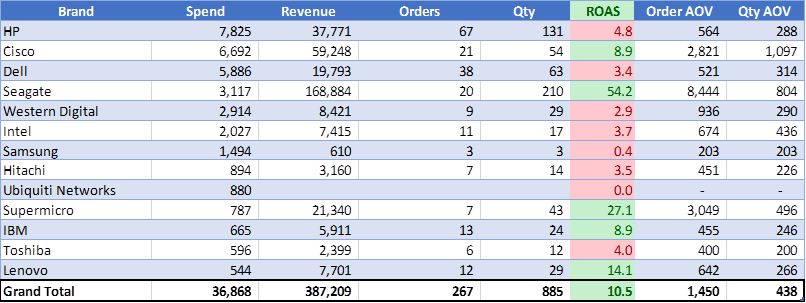 Brand Spend Revenue Orders Qty ROAS Order AOV Qty AOV
HP 7,825 37,771 67 131 4.8 564 288
Cisco 6,692 59,248 21 54 8.9 2,821 1,097
Dell 5,886 19,793 38 63 3.4 521 314
Seagate 3,117 168,884 20 210 54.2 8,444 804
Western Digital 2,914 8,421 9 29 2.9 936 290
Intel 2,027 7,415 11 17 3.7 674 436
Samsung 1,494 610 3 3 0.4 203 203
Hitachi 894 3,160 7 14 3.5 451 226
Ubiquiti Networks 880 0.0 - -
Supermicro 787 21,340 7 43 27.1 3,049 496
IBM 665 5,911 13 24 8.9 455 246
Toshiba 596 2,399 6 12 4.0 400 200
Lenovo 544 7,701 12 29 14.1 642 266
Grand Total 36,868 387,209 267 885 10.5 1,450 438